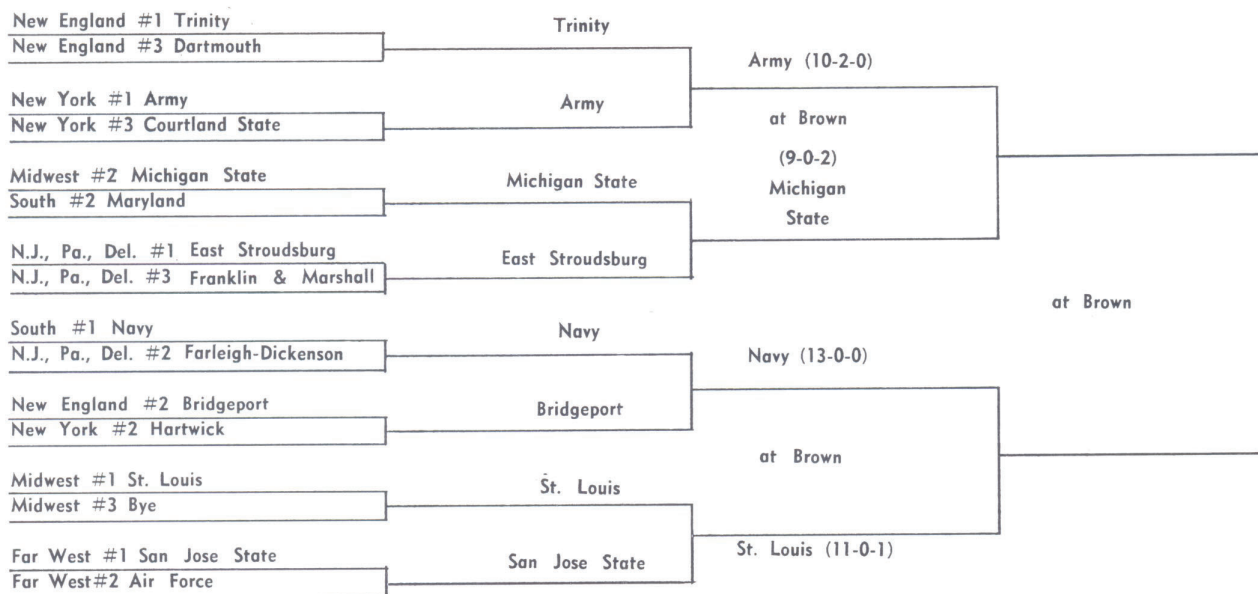 New England #1 Trinity
New England #3 Dartmouth
New York #1 Army
New York #3 Courtland State
Midwest #2 Michigan State
South #2 Maryland
N.J., Pa., Del. #1 East Stroudsburg
N.J., Pa., Del. #3 Franklin & Marshall
South #1 Navy
N.J., Pa., Del. #2 Farleigh-Dickenson
New England #2 Bridgeport
New York #2 Hartwick
Midwest #1 St. Louis
Midwest #3 Bye
Far West #1 San Jose State
Far West#2 Air Force
Trinity
Army
Michigan State
East Stroudsburg
Navy
Bridgeport
St. Louis
San Jose State
Army (10-2-0)
at Brown
(9-0-2)
Michigan
State
Navy (13-0-0)
at Brown
St. Louis (11-0-1)
at Brown